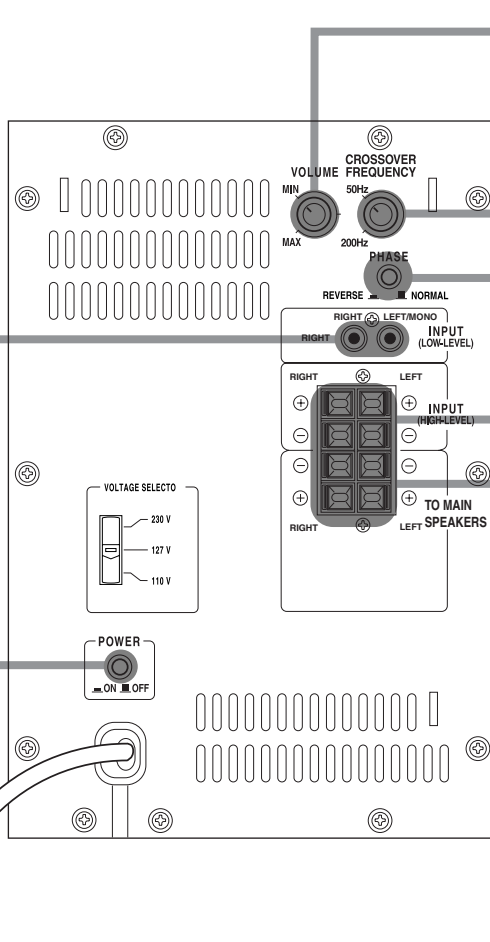 CROSSOVER
VOLUME FREQUENCY
MIN 50Hz
MAX 200Hz
PHASE
REVERSE NORMAL
RIGHT LEFT/MONO
RIGHT INPUT
(LOW-LEVEL)
RIGHT LEFT
+ + INPUT
(HIGH-LEVEL)
− −
− −
+ + TO MAIN
RIGHT LEFT SPEAKERS
VOLTAGE SELECTO
230 V
127 V
110 V
POWER
ON OFF